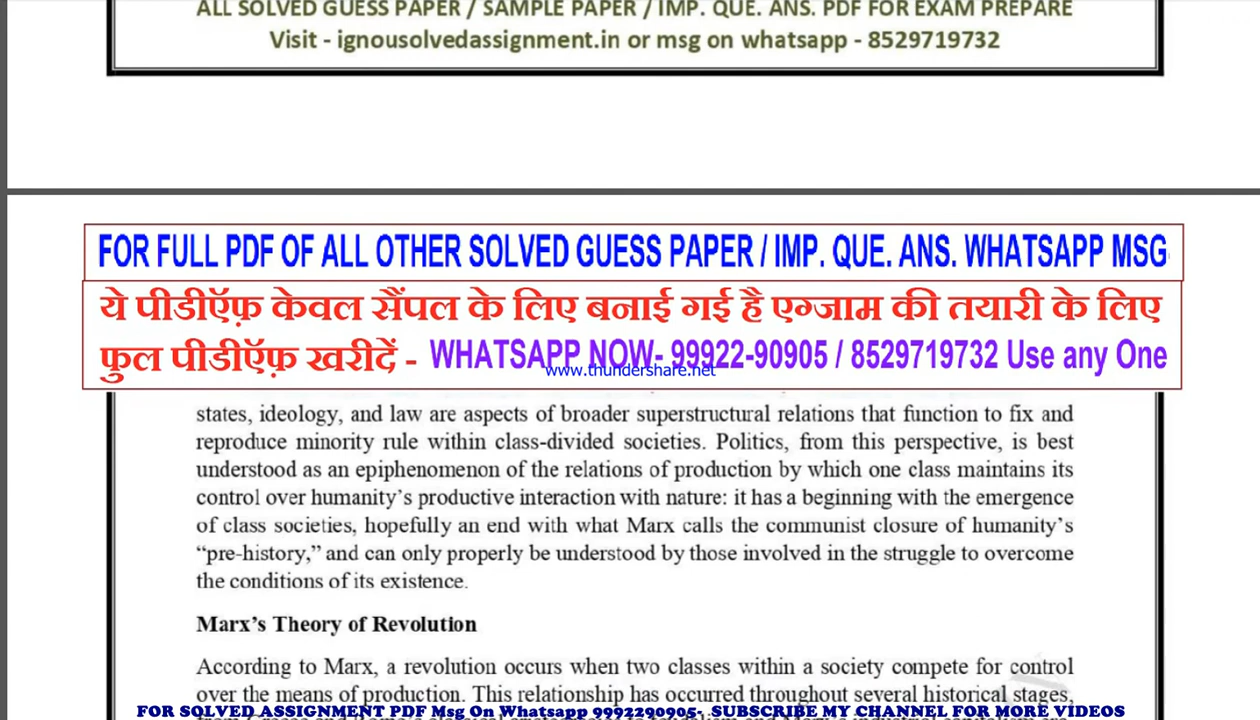 ALL SOLVED GUESS PAPER / SAMPLE PAPER / IMP. QUE. ANS. PDF FOR EXAM PREPARE
Visit - ignousolvedassignment.in or msg on whatsapp - 8529719732
FOR FULL PDF OF ALL OTHER SOLVED GUESS PAPER / IMP. QUE. ANS. WHATSAPP MSG
ये पीडीऍफ़ केवल सैंपल के लिए बनाई गई है एग्जाम की तयारी के लिए
फुल पीडीऍफ़ खरीदें - WHATSAPP NOW- 99922-90905 / 8529719732 Use any One
www.thundershare.net
states, ideology, and law are aspects of broader superstructural relations that function to fix and
reproduce minority rule within class-divided societies. Politics, from this perspective, is best
understood as an epiphenomenon of the relations of production by which one class maintains its
control over humanity’s productive interaction with nature: it has a beginning with the emergence
of class societies, hopefully an end with what Marx calls the communist closure of humanity’s
“pre-history,” and can only properly be understood by those involved in the struggle to overcome
the conditions of its existence.
Marx’s Theory of Revolution
According to Marx, a revolution occurs when two classes within a society compete for control
over the means of production. This relationship has occurred throughout several historical stages,
FOR SOLVED ASSIGNMENT PDF Msg On Whatsapp 9992290905- SUBSCRIBE MY CHANNEL FOR MORE VIDEOS